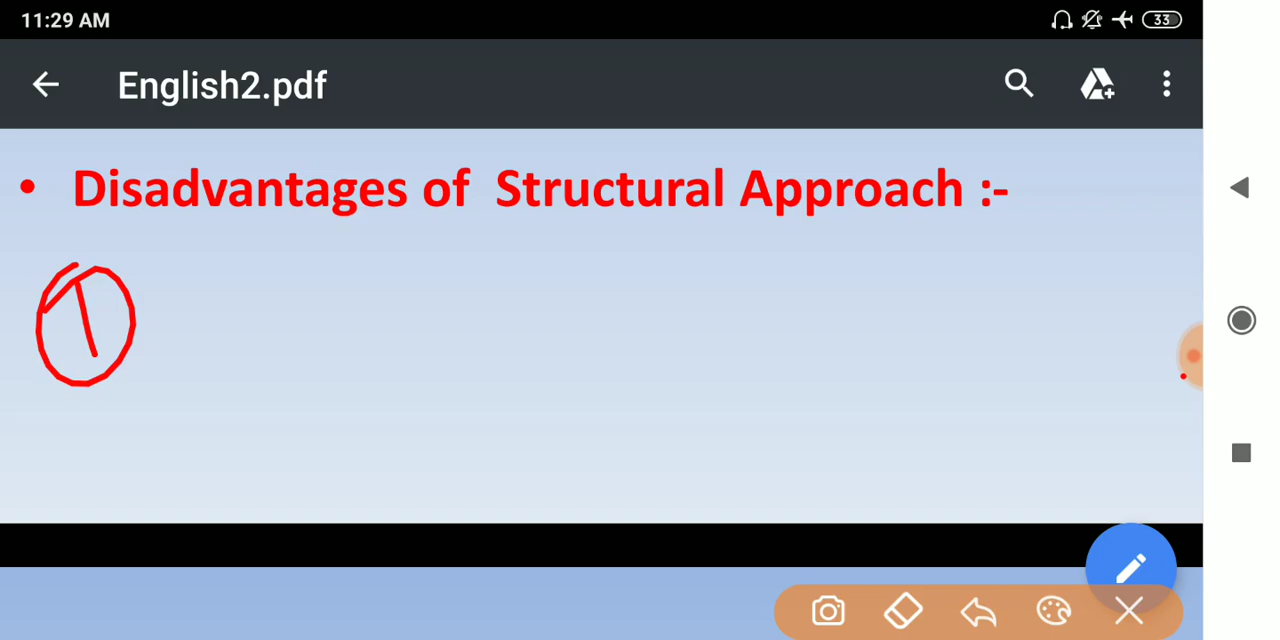 11:29 AM
33
English2.pdf
• Disadvantages of Structural Approach :-
1